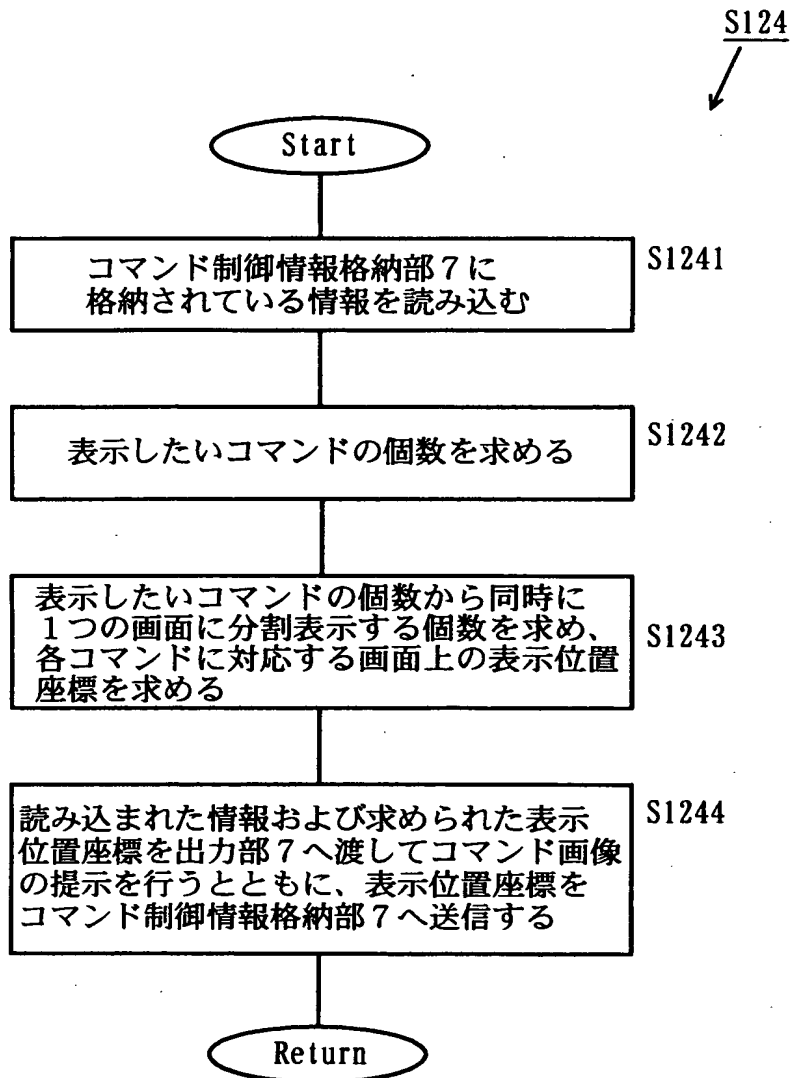 S124
Start
コマンド制御情報格納部７に
格納されている情報を読み込む
S1241
表示したいコマンドの個数を求める
S1242
表示したいコマンドの個数から同時に
１つの画面に分割表示する個数を求め、
各コマンドに対応する画面上の表示位置
座標を求める
S1243
読み込まれた情報および求められた表示
位置座標を出力部７へ渡してコマンド画像
の提示を行うとともに、表示位置座標を
コマンド制御情報格納部７へ送信する
S1244
Return